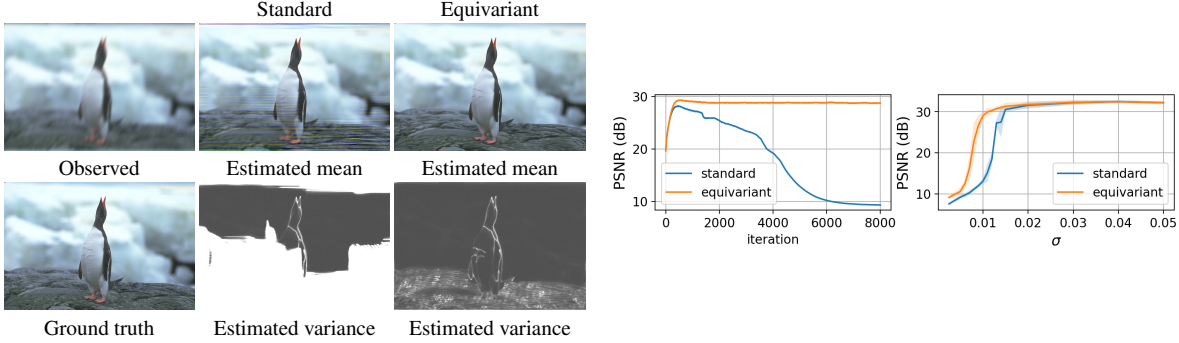 Standard Equivariant
Observed Estimated mean Estimated mean
Ground truth Estimated variance Estimated variance
PSNR (dB)
30
20
10
standard
equivariant
0 2000 4000 6000 8000
iteration
PSNR (dB)
30
20
10
standard
equivariant
0.01 0.02 0.03 0.04 0.05
σ